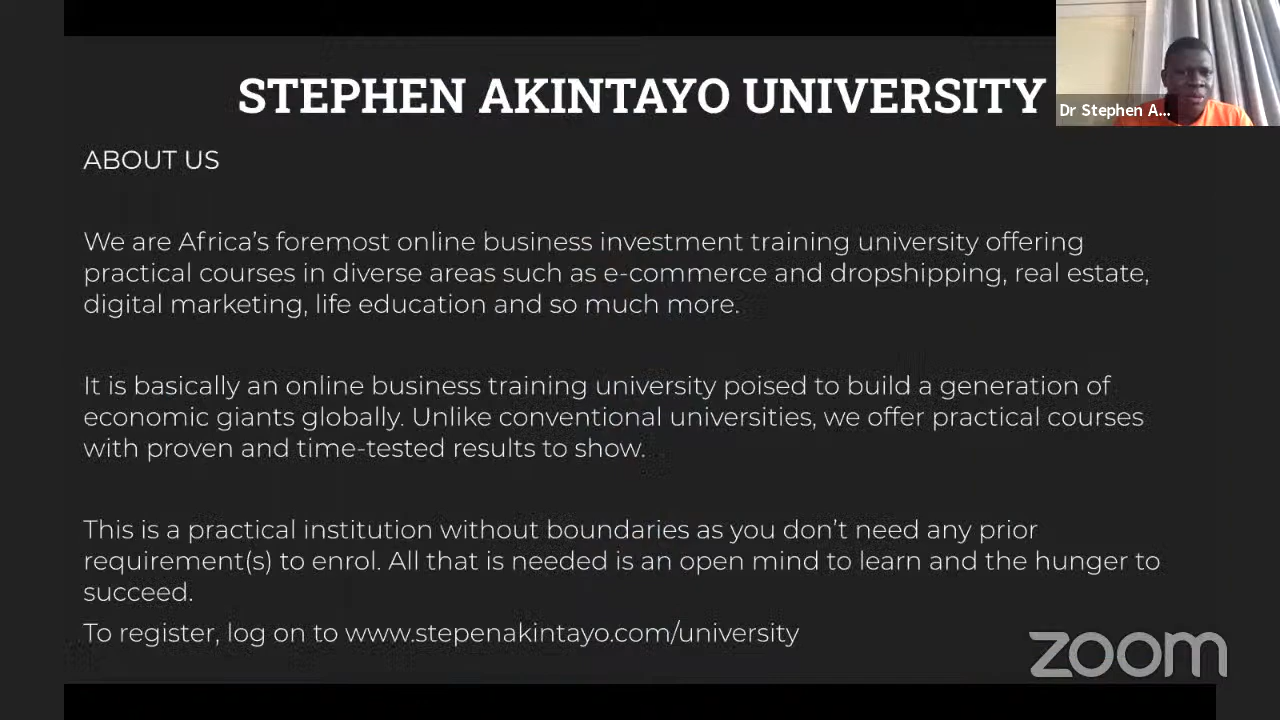 STEPHEN AKINTAYO UNIVERSITY
Dr Stephen A...
ABOUT US
We are Africa's foremost online business investment training university offering
practical courses in diverse areas such as e-commerce and dropshipping, real estate,
digital marketing, life education and so much more.
It is basically an online business training university poised to build a generation of
economic giants globally. Unlike conventional universities, we offer practical courses
with proven and time-tested results to show.
This is a practical institution without boundaries as you don't need any prior
requirement(s) to enrol. All that is needed is an open mind to learn and the hunger to
succeed.
To register, log on to www.stepenakintayo.com/university
zoom